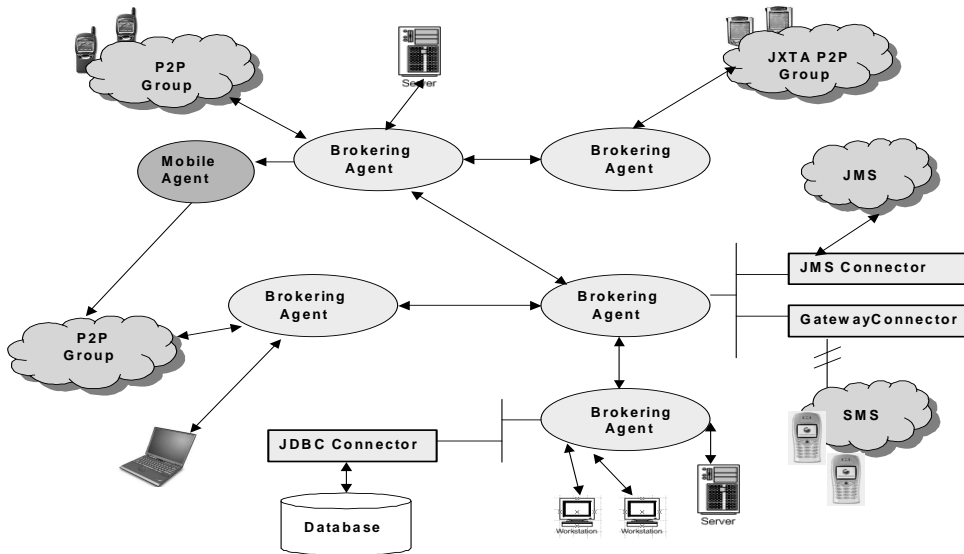 P2P
Group
Server
JXTA P2P
Group
Brokering
Agent
Brokering
Agent
Mobile
Agent
JMS
JMS Connector
Brokering
Agent
Brokering
Agent
GatewayConnector
P2P
Group
Brokering
Agent
SMS
JDBC Connector
Database
Workstation
Workstation
Server